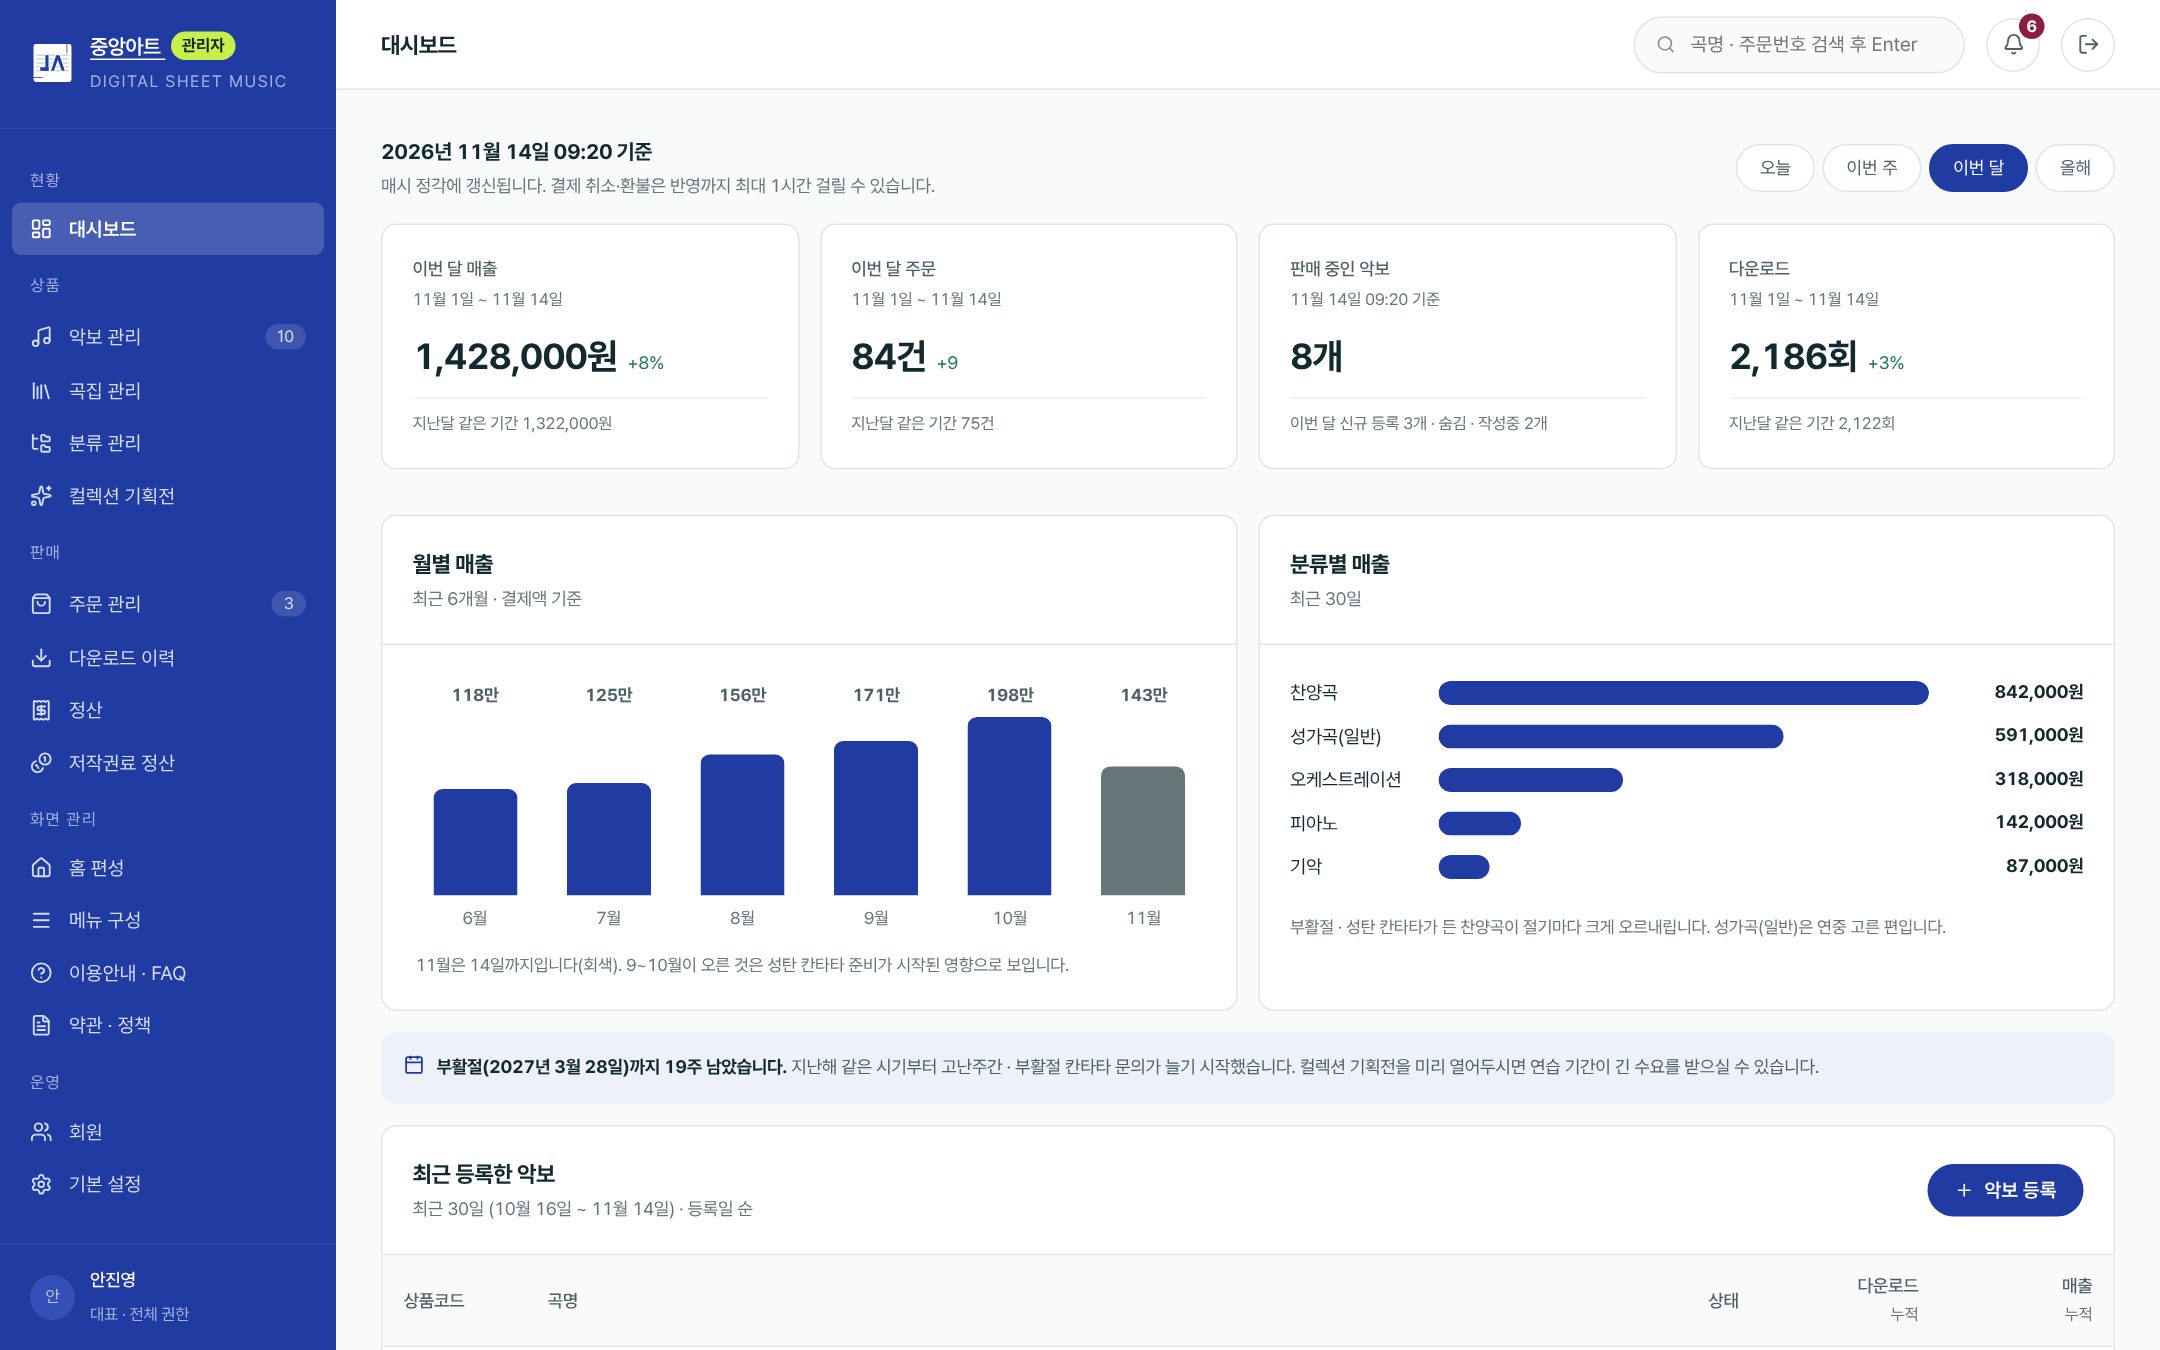 JA
중앙아트 관리자
DIGITAL SHEET MUSIC
현황
대시보드
상품
악보 관리 10
곡집 관리
분류 관리
컬렉션 기획전
판매
주문 관리 3
다운로드 이력
정산
저작권료 정산
화면 관리
홈 편성
메뉴 구성
이용안내 · FAQ
약관 · 정책
운영
회원
기본 설정
안
안진영
대표 · 전체 권한
대시보드
곡명 · 주문번호 검색 후 Enter
6
2026년 11월 14일 09:20 기준
매시 정각에 갱신됩니다. 결제 취소·환불은 반영까지 최대 1시간 걸릴 수 있습니다.
오늘 이번 주 이번 달 올해
이번 달 매출
11월 1일 ~ 11월 14일
1,428,000원 +8%
지난달 같은 기간 1,322,000원
이번 달 주문
11월 1일 ~ 11월 14일
84건 +9
지난달 같은 기간 75건
판매 중인 악보
11월 14일 09:20 기준
8개
이번 달 신규 등록 3개 · 숨김 · 작성중 2개
다운로드
11월 1일 ~ 11월 14일
2,186회 +3%
지난달 같은 기간 2,122회
월별 매출
최근 6개월 · 결제액 기준
118만 125만 156만 171만 198만 143만
6월 7월 8월 9월 10월 11월
11월은 14일까지입니다(회색). 9~10월이 오른 것은 성탄 칸타타 준비가 시작된 영향으로 보입니다.
분류별 매출
최근 30일
찬양곡 842,000원
성가곡(일반) 591,000원
오케스트레이션 318,000원
피아노 142,000원
기악 87,000원
부활절 · 성탄 칸타타가 든 찬양곡이 절기마다 크게 오르내립니다. 성가곡(일반)은 연중 고른 편입니다.
부활절(2027년 3월 28일)까지 19주 남았습니다. 지난해 같은 시기부터 고난주간 · 부활절 칸타타 문의가 늘기 시작했습니다. 컬렉션 기획전을 미리 열어두시면 연습 기간이 긴 수요를 받으실 수 있습니다.
최근 등록한 악보
최근 30일 (10월 16일 ~ 11월 14일) · 등록일 순
악보 등록
상품코드 곡명 상태 다운로드 매출
누적 누적